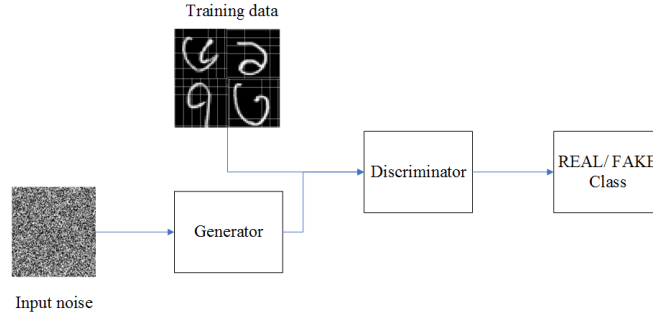 Training data
Discriminator
REAL/ FAKE
Class
Generator
Input noise